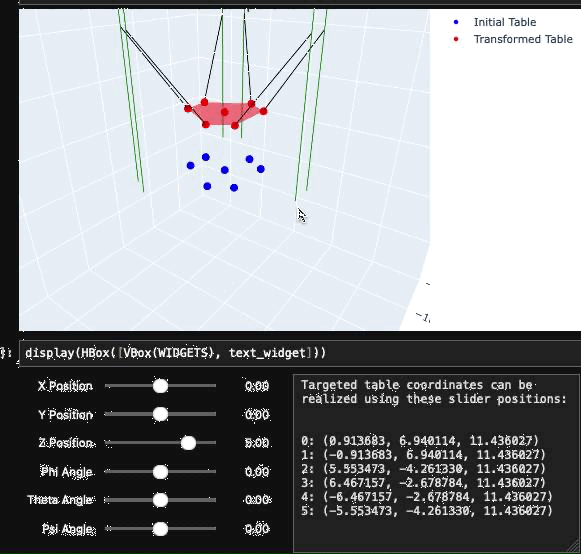 Initial Table
Transformed Table
display(HBox([VBox(WIDGETS), text_widget]))
X Position 0.00
Y Position 0.00
Z Position 5.00
Phi Angle 0.00
Theta Angle 0.00
Psi Angle 0.00
Targeted table coordinates can be
realized using these slider positions:
0: (0.913683, 6.940114, 11.436027)
1: (-0.913683, 6.940114, 11.436027)
2: (5.553473, -4.261330, 11.436027)
3: (6.467157, -2.678784, 11.436027)
4: (-6.467157, -2.678784, 11.436027)
5: (-5.553473, -4.261330, 11.436027)